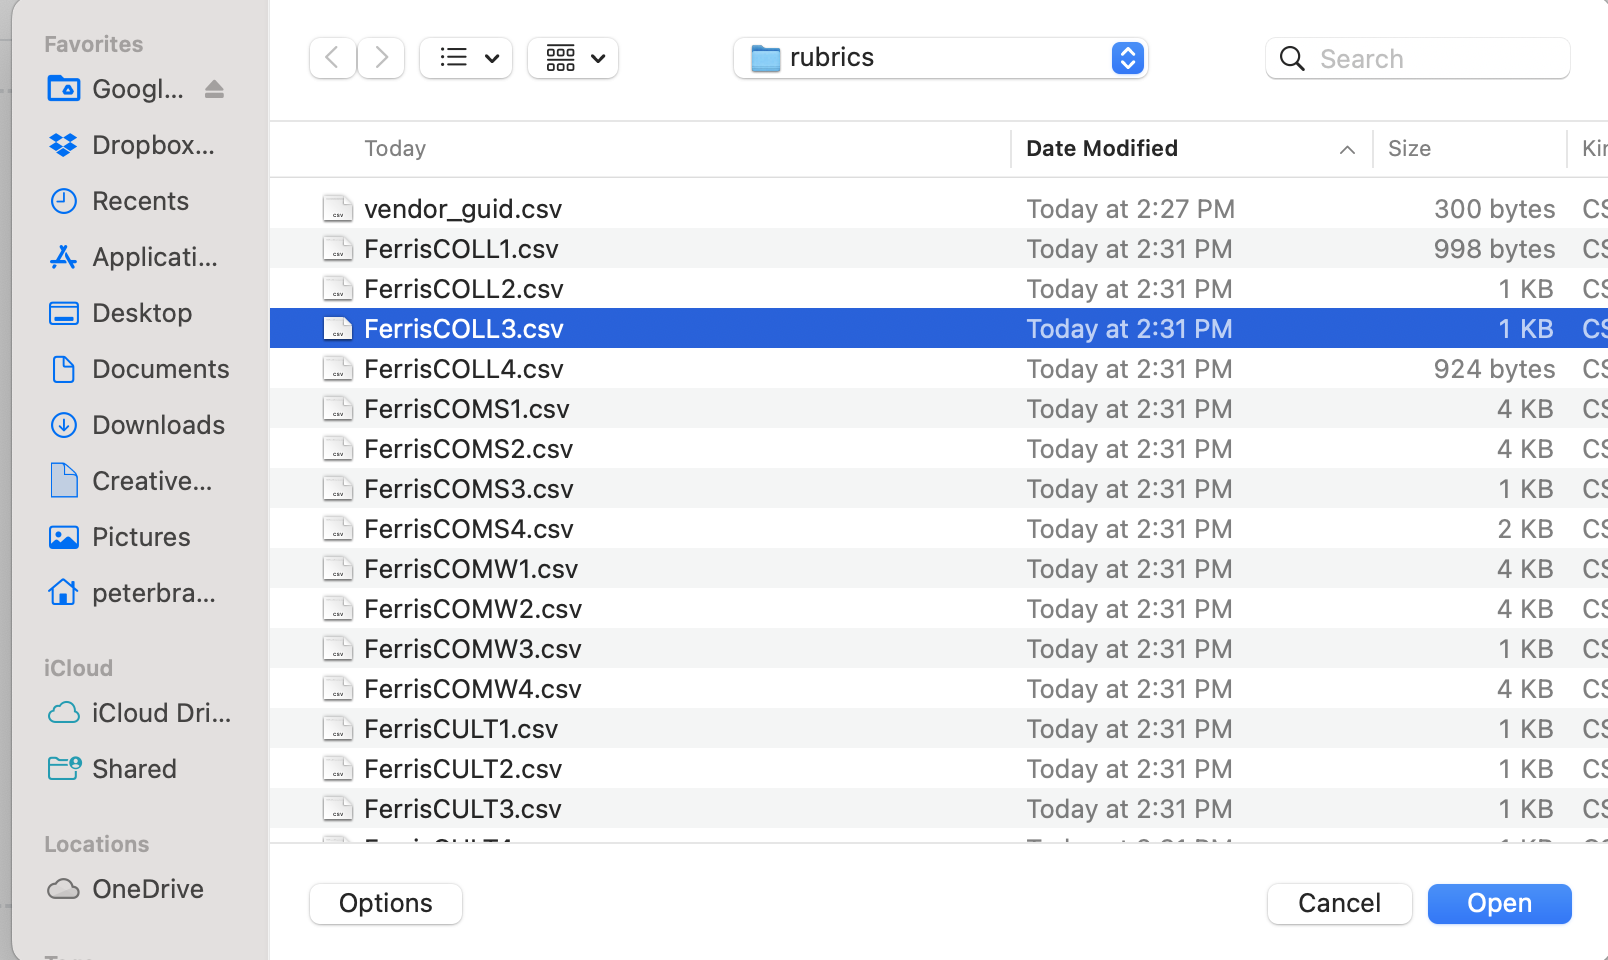 Favorites
Googl...
Dropbox...
Recents
Applicati...
Desktop
Documents
Downloads
Creative...
Pictures
peterbra...
iCloud
iCloud Dri...
Shared
Locations
OneDrive
rubrics
Search
Today Date Modified Size Kin
vendor_guid.csv Today at 2:27 PM 300 bytes CS
FerrisCOLL1.csv Today at 2:31 PM 998 bytes CS
FerrisCOLL2.csv Today at 2:31 PM 1 KB CS
FerrisCOLL3.csv Today at 2:31 PM 1 KB CS
FerrisCOLL4.csv Today at 2:31 PM 924 bytes CS
FerrisCOMS1.csv Today at 2:31 PM 4 KB CS
FerrisCOMS2.csv Today at 2:31 PM 4 KB CS
FerrisCOMS3.csv Today at 2:31 PM 1 KB CS
FerrisCOMS4.csv Today at 2:31 PM 2 KB CS
FerrisCOMW1.csv Today at 2:31 PM 4 KB CS
FerrisCOMW2.csv Today at 2:31 PM 4 KB CS
FerrisCOMW3.csv Today at 2:31 PM 1 KB CS
FerrisCOMW4.csv Today at 2:31 PM 4 KB CS
FerrisCULT1.csv Today at 2:31 PM 1 KB CS
FerrisCULT2.csv Today at 2:31 PM 1 KB CS
FerrisCULT3.csv Today at 2:31 PM 1 KB CS
Options Cancel Open